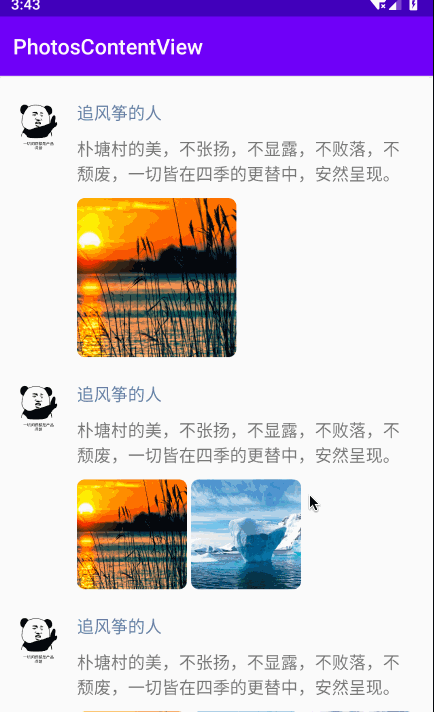 3:43
PhotosContentView
追风筝的人
朴塘村的美，不张扬，不显露，不败落，不
颓废，一切皆在四季的更替中，安然呈现。
追风筝的人
朴塘村的美，不张扬，不显露，不败落，不
颓废，一切皆在四季的更替中，安然呈现。
追风筝的人
朴塘村的美，不张扬，不显露，不败落，不
颓废，一切皆在四季的更替中，安然呈现。